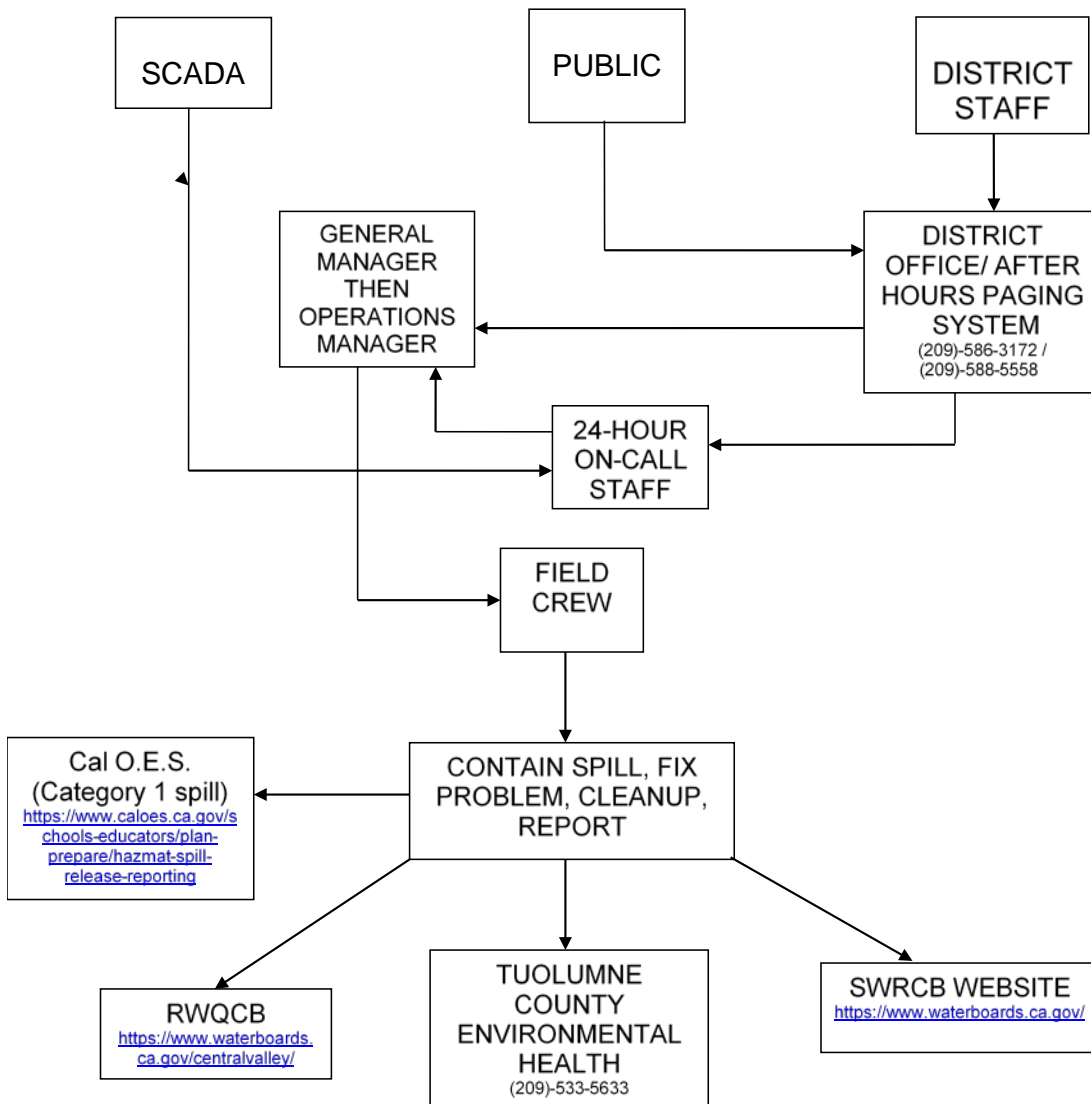 SCADA
PUBLIC
DISTRICT
STAFF
GENERAL
MANAGER
THEN
OPERATIONS
MANAGER
DISTRICT
OFFICE/ AFTER
HOURS PAGING
SYSTEM
(209)-586-3172 /
(209)-588-5558
24-HOUR
ON-CALL
STAFF
FIELD
CREW
Cal O.E.S.
(Category 1 spill)
https://www.caloes.ca.gov/s
chools-educators/plan-
prepare/hazmat-spill-
release-reporting
CONTAIN SPILL, FIX
PROBLEM, CLEANUP,
REPORT
RWQCB
https://www.waterboards.
ca.gov/centralvalley/
TUOLUMNE
COUNTY
ENVIRONMENTAL
HEALTH
(209)-533-5633
SWRCB WEBSITE
https://www.waterboards.ca.gov/